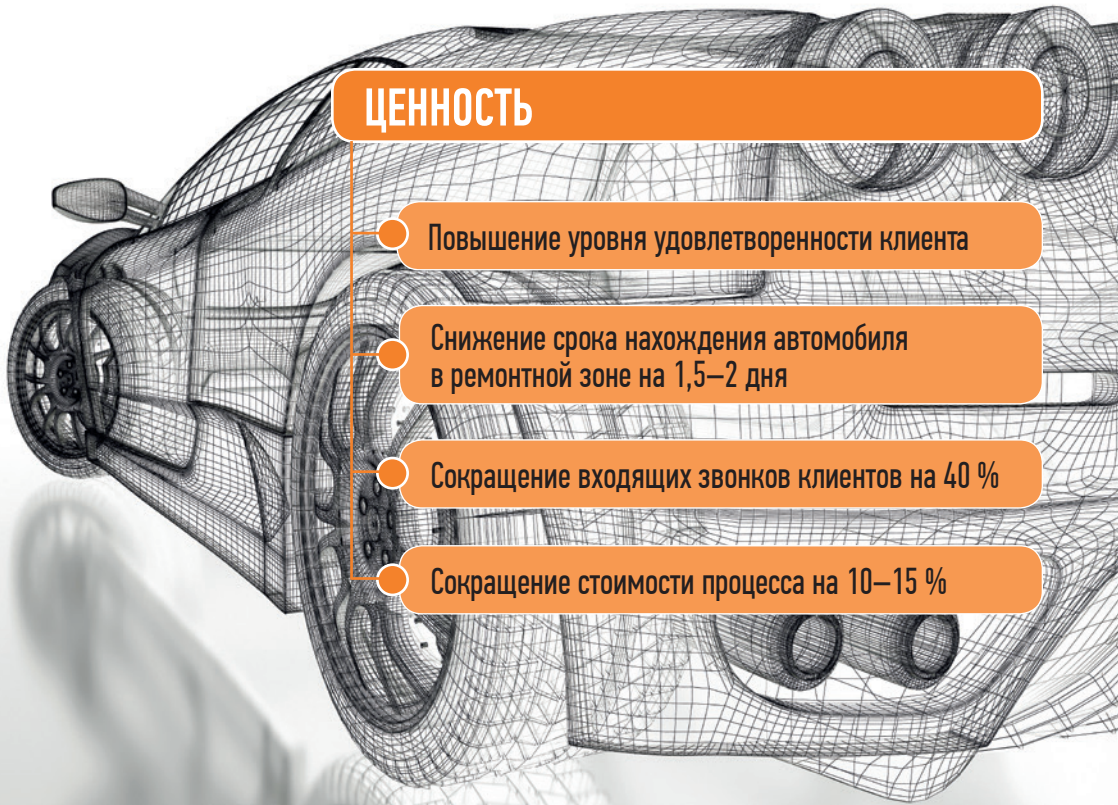 ЦЕННОСТЬ
Повышение уровня удовлетворенности клиента
Снижение срока нахождения автомобиля
в ремонтной зоне на 1,5–2 дня
Сокращение входящих звонков клиентов на 40 %
Сокращение стоимости процесса на 10–15 %